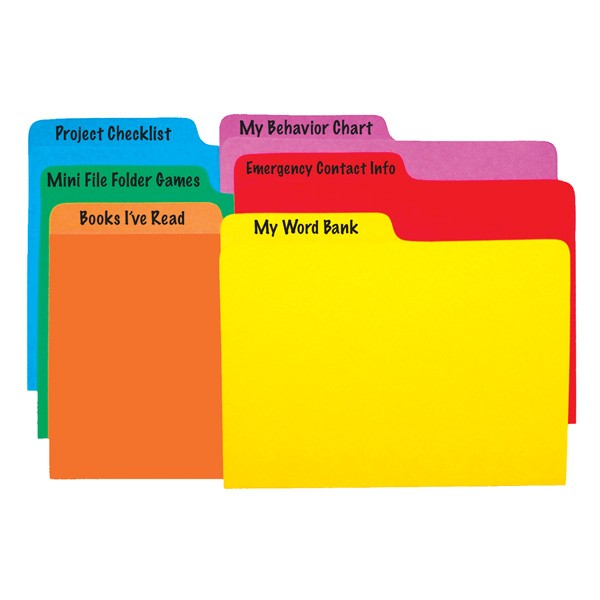 Project Checklist
My Behavior Chart
Mini File Folder Games
Emergency Contact Info
Books I've Read
My Word Bank